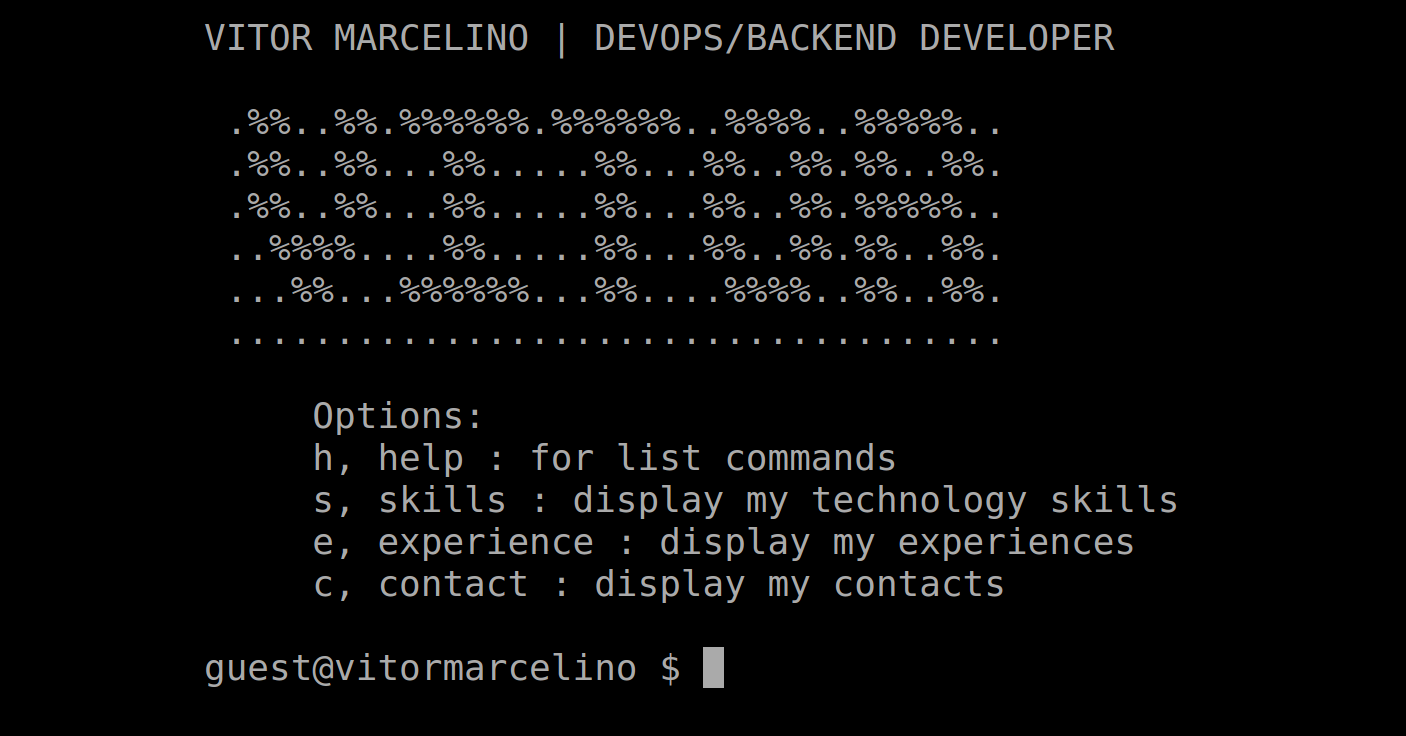 VITOR MARCELINO | DEVOPS/BACKEND DEVELOPER
.%%..%%.%%%%%%.%%%%%%..%%%%..%%%%%..
.%%..%%...%%.....%%...%%..%%.%%..%%.
.%%..%%...%%.....%%...%%..%%.%%%%%..
..%%%%....%%.....%%...%%..%%.%%..%%.
...%%...%%%%%%...%%....%%%%..%%..%%.
....................................
Options:
h, help : for list commands
s, skills : display my technology skills
e, experience : display my experiences
c, contact : display my contacts
guest@vitormarcelino $